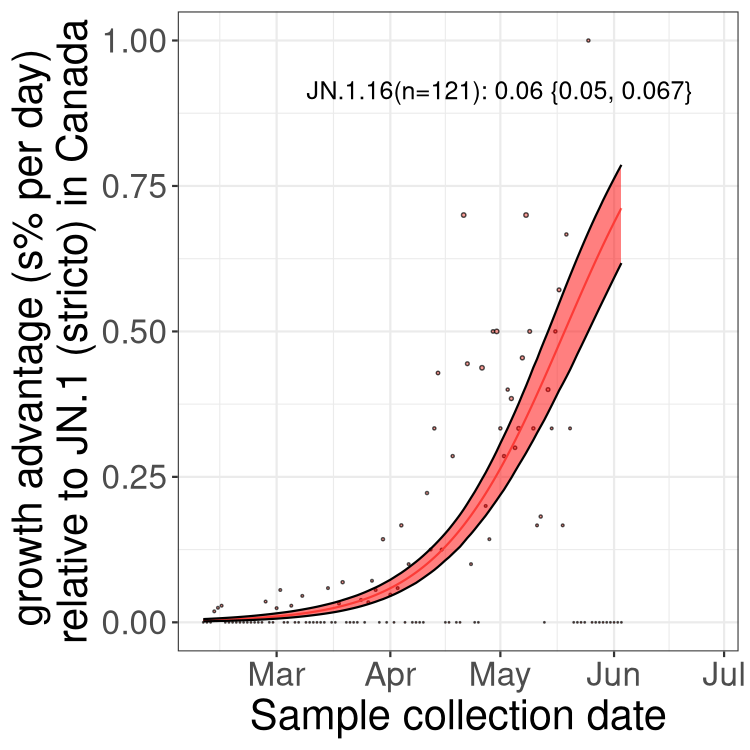 growth advantage (s% per day)
relative to JN.1 (stricto) in Canada
1.00
0.75
0.50
0.25
0.00
JN.1.16(n=121): 0.06 {0.05, 0.067}
Mar Apr May Jun Jul
Sample collection date